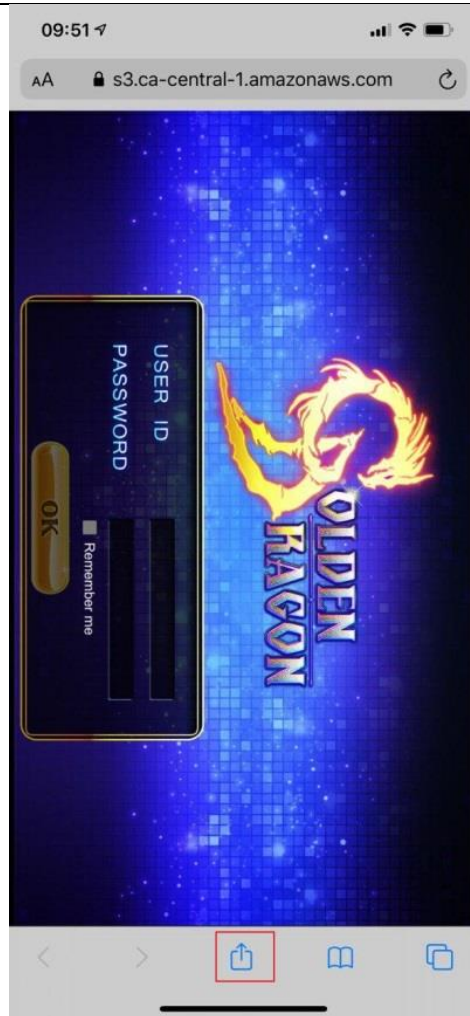 09:51
AA s3.ca-central-1.amazonaws.com
GOLDEN
DRAGON
USER ID
PASSWORD
Remember me
OK